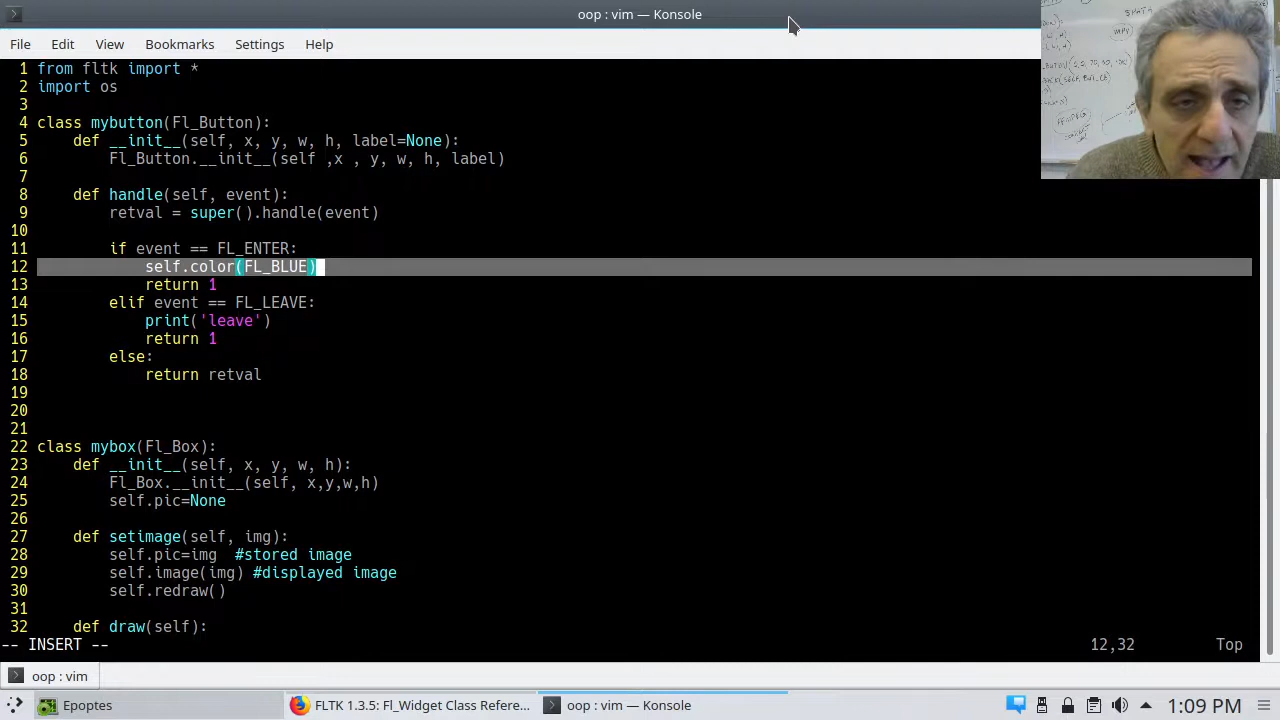 oop : vim — Konsole
File Edit View Bookmarks Settings Help
1 from fltk import *
2 import os
3
4 class mybutton(Fl_Button):
5     def __init__(self, x, y, w, h, label=None):
6         Fl_Button.__init__(self ,x , y, w, h, label)
7
8     def handle(self, event):
9         retval = super().handle(event)
10
11         if event == FL_ENTER:
12             self.color(FL_BLUE)
13             return 1
14         elif event == FL_LEAVE:
15             print('leave')
16             return 1
17         else:
18             return retval
19
20
21
22 class mybox(Fl_Box):
23     def __init__(self, x, y, w, h):
24         Fl_Box.__init__(self, x,y,w,h)
25         self.pic=None
26
27     def setimage(self, img):
28         self.pic=img  #stored image
29         self.image(img) #displayed image
30         self.redraw()
31
32     def draw(self):
-- INSERT -- 12,32 Top
oop : vim
Epoptes FLTK 1.3.5: Fl_Widget Class Refere... oop : vim — Konsole 1:09 PM